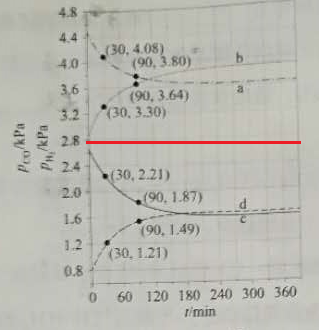 4.8
4.4
(30, 4.08)
4.0
(90, 3.80)
b
a
3.6
(90, 3.64)
3.2
(30, 3.30)
2.8
p_CO/kPa
p_H₂/kPa
2.4
(30, 2.21)
2.0
(90, 1.87)
1.6
d
c
(90, 1.49)
1.2
(30, 1.21)
0.8
0 60 120 180 240 300 360
t/min